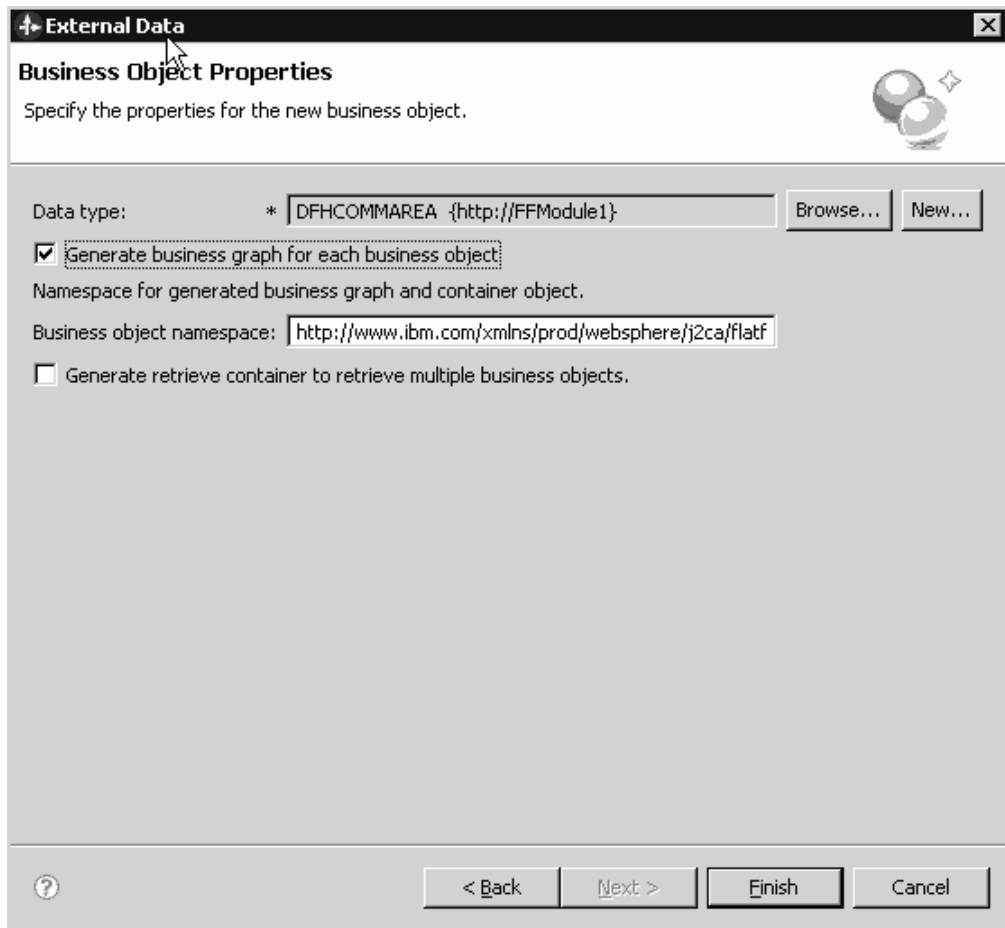 External Data
Business Object Properties
Specify the properties for the new business object.
Data type: * DFHCOMMAREA {http://FFModule1} Browse... New...
Generate business graph for each business object
Namespace for generated business graph and container object.
Business object namespace: http://www.ibm.com/xmlns/prod/websphere/j2ca/flatf
Generate retrieve container to retrieve multiple business objects.
? < Back Next > Finish Cancel